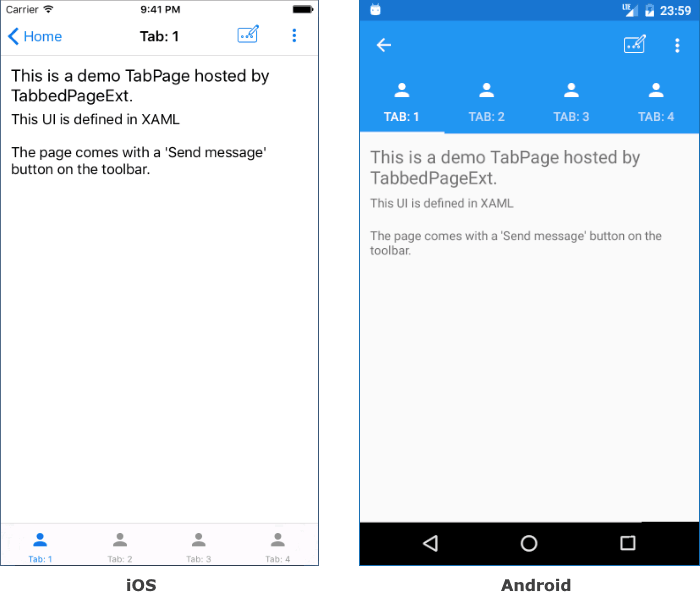 Carrier 9:41 PM
Home Tab: 1
This is a demo TabPage hosted by
TabbedPageExt.
This UI is defined in XAML
The page comes with a 'Send message'
button on the toolbar.
Tab: 1 Tab: 2 Tab: 3 Tab: 4
iOS
LTE 23:59
TAB: 1 TAB: 2 TAB: 3 TAB: 4
This is a demo TabPage hosted by
TabbedPageExt.
This UI is defined in XAML
The page comes with a 'Send message' button on the
toolbar.
Android